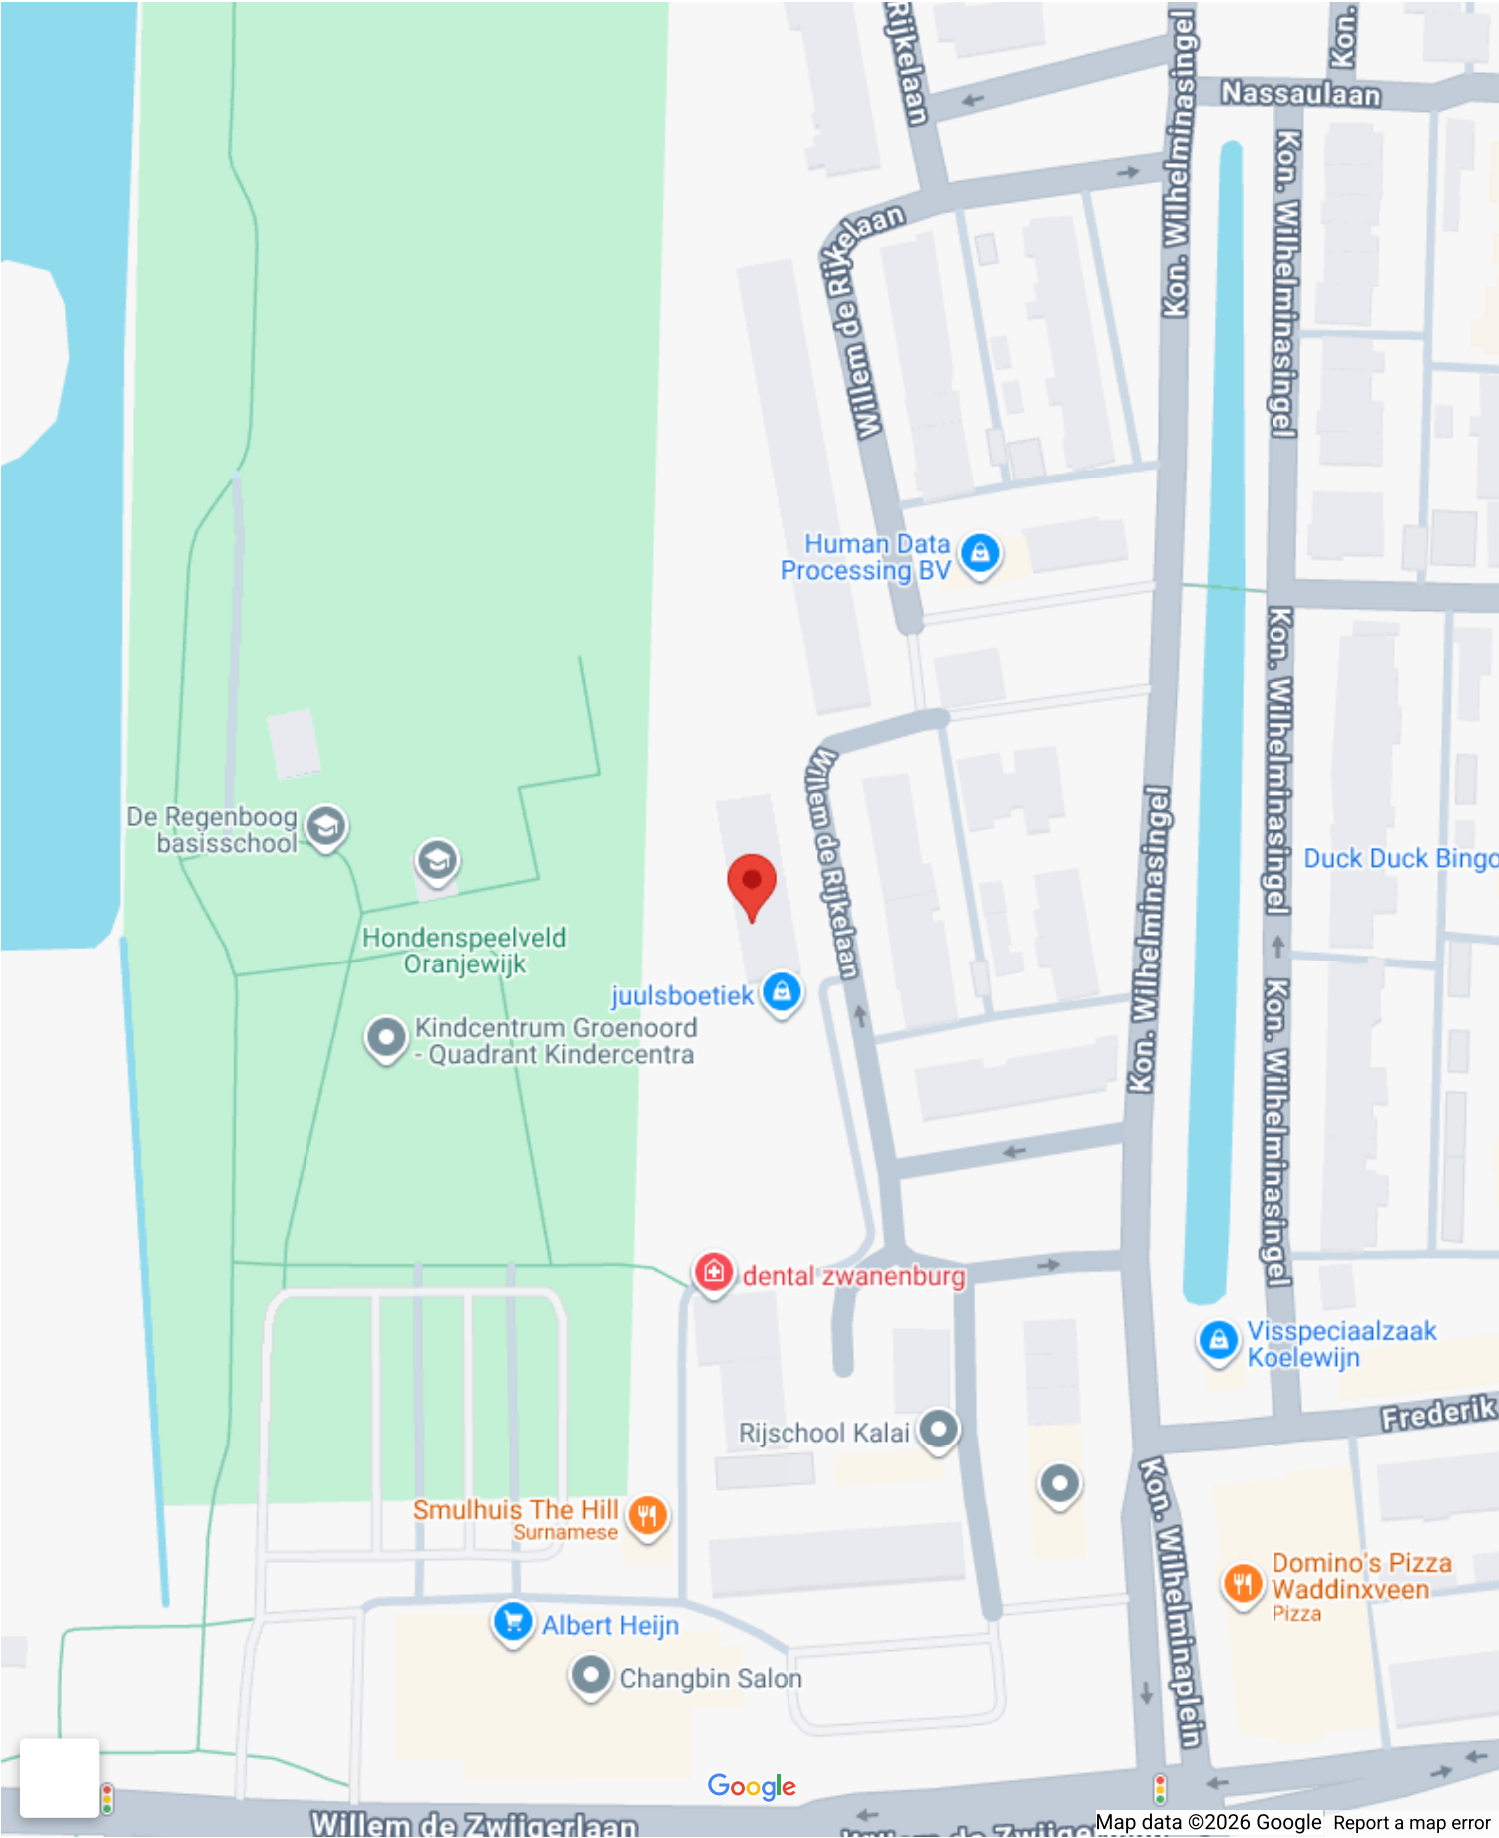 Rijkelaan
Kon. Wilhelminasingel
Kon.
Nassaulaan
Kon. Wilhelminasingel
Willem de Rijkelaan
Human Data
Processing BV
Kon. Wilhelminasingel
Willem de Rijkelaan
Kon. Wilhelminasingel
De Regenboog
basisschool
Duck Duck Bingo
Hondenspeelveld
Oranjewijk
juulsboetiek
Kindcentrum Groenoord
- Quadrant Kindercentra
Kon. Wilhelminasingel
dental zwanenburg
Visspeciaalzaak
Koelewijn
Frederik
Rijschool Kalai
Kon. Wilhelminaplein
Smulhuis The Hill
Surnamese
Domino's Pizza
Waddinxveen
Pizza
Albert Heijn
Changbin Salon
Google
Willem de Zwijgerlaan
Map data ©2026 Google
Report a map error